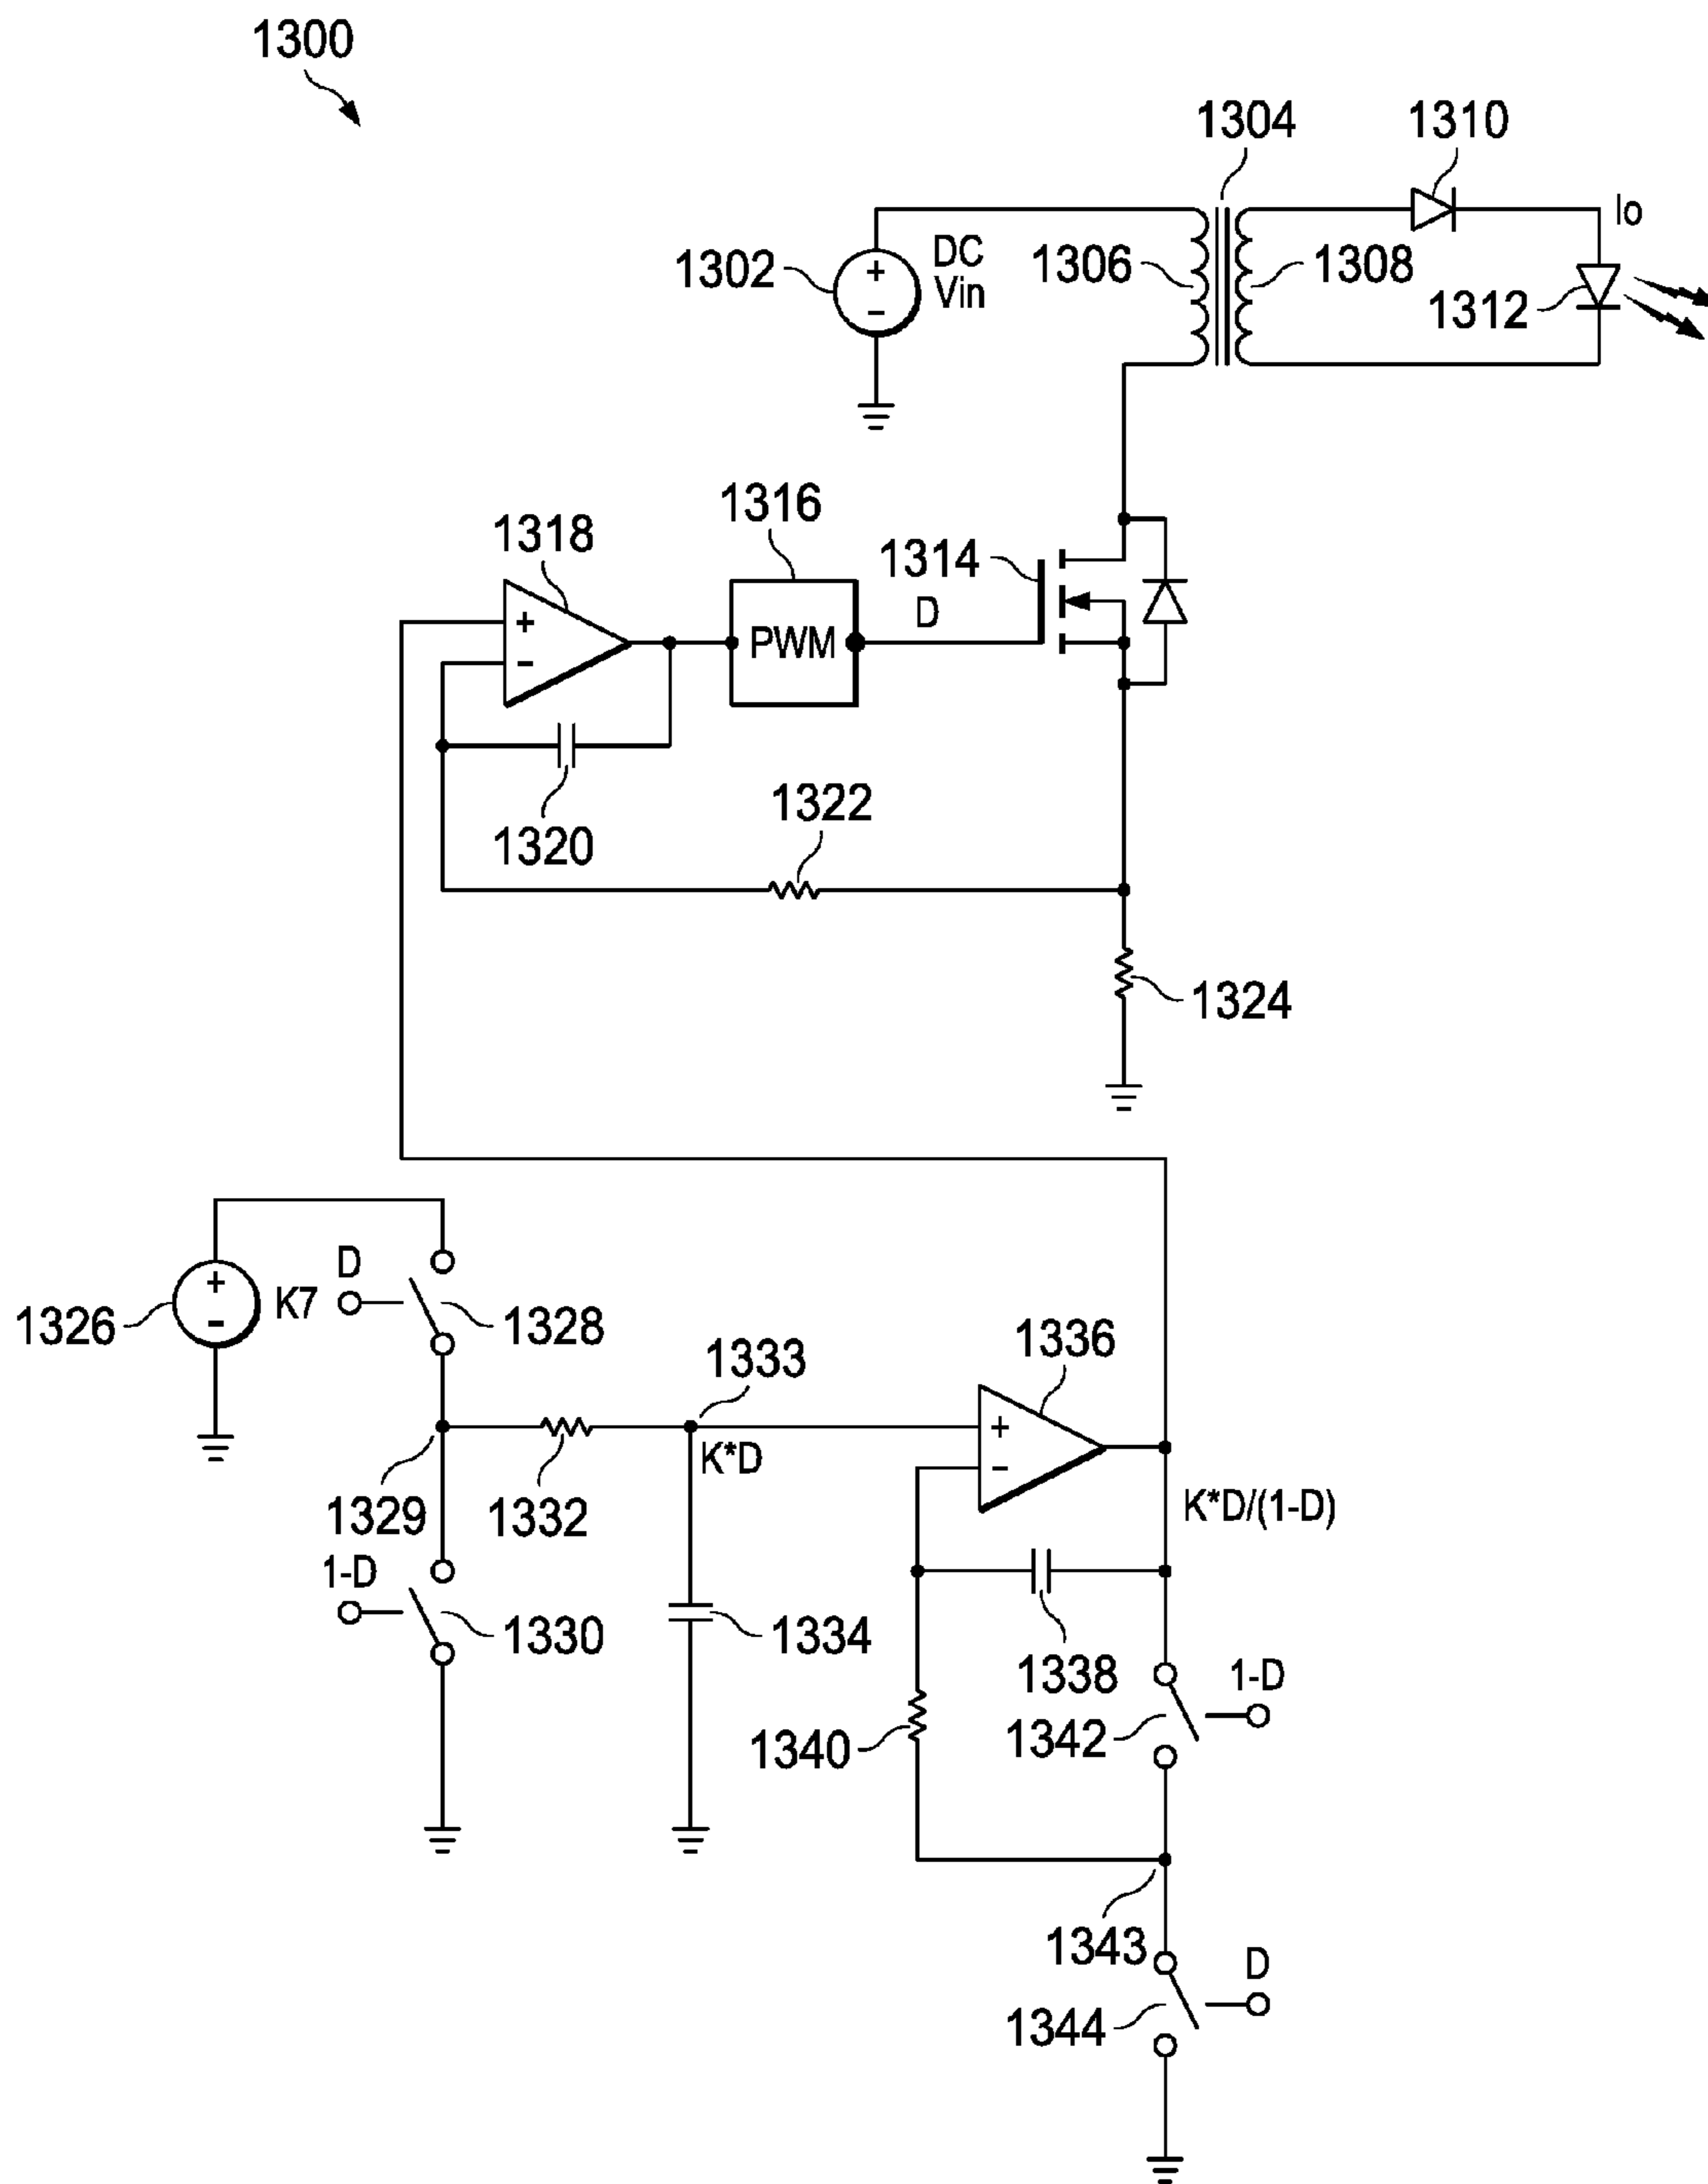 1300
1304
1310
Io
1302
+
-
DC
Vin
1306
1308
1312
1318
1316
1314
+
-
PWM
D
1320
1322
1324
1326
+
-
K7
D
1328
1333
1336
K*D
+
-
1329
1332
K*D/(1-D)
1-D
1330
1334
1338
1340
1342
1-D
1343
D
1344